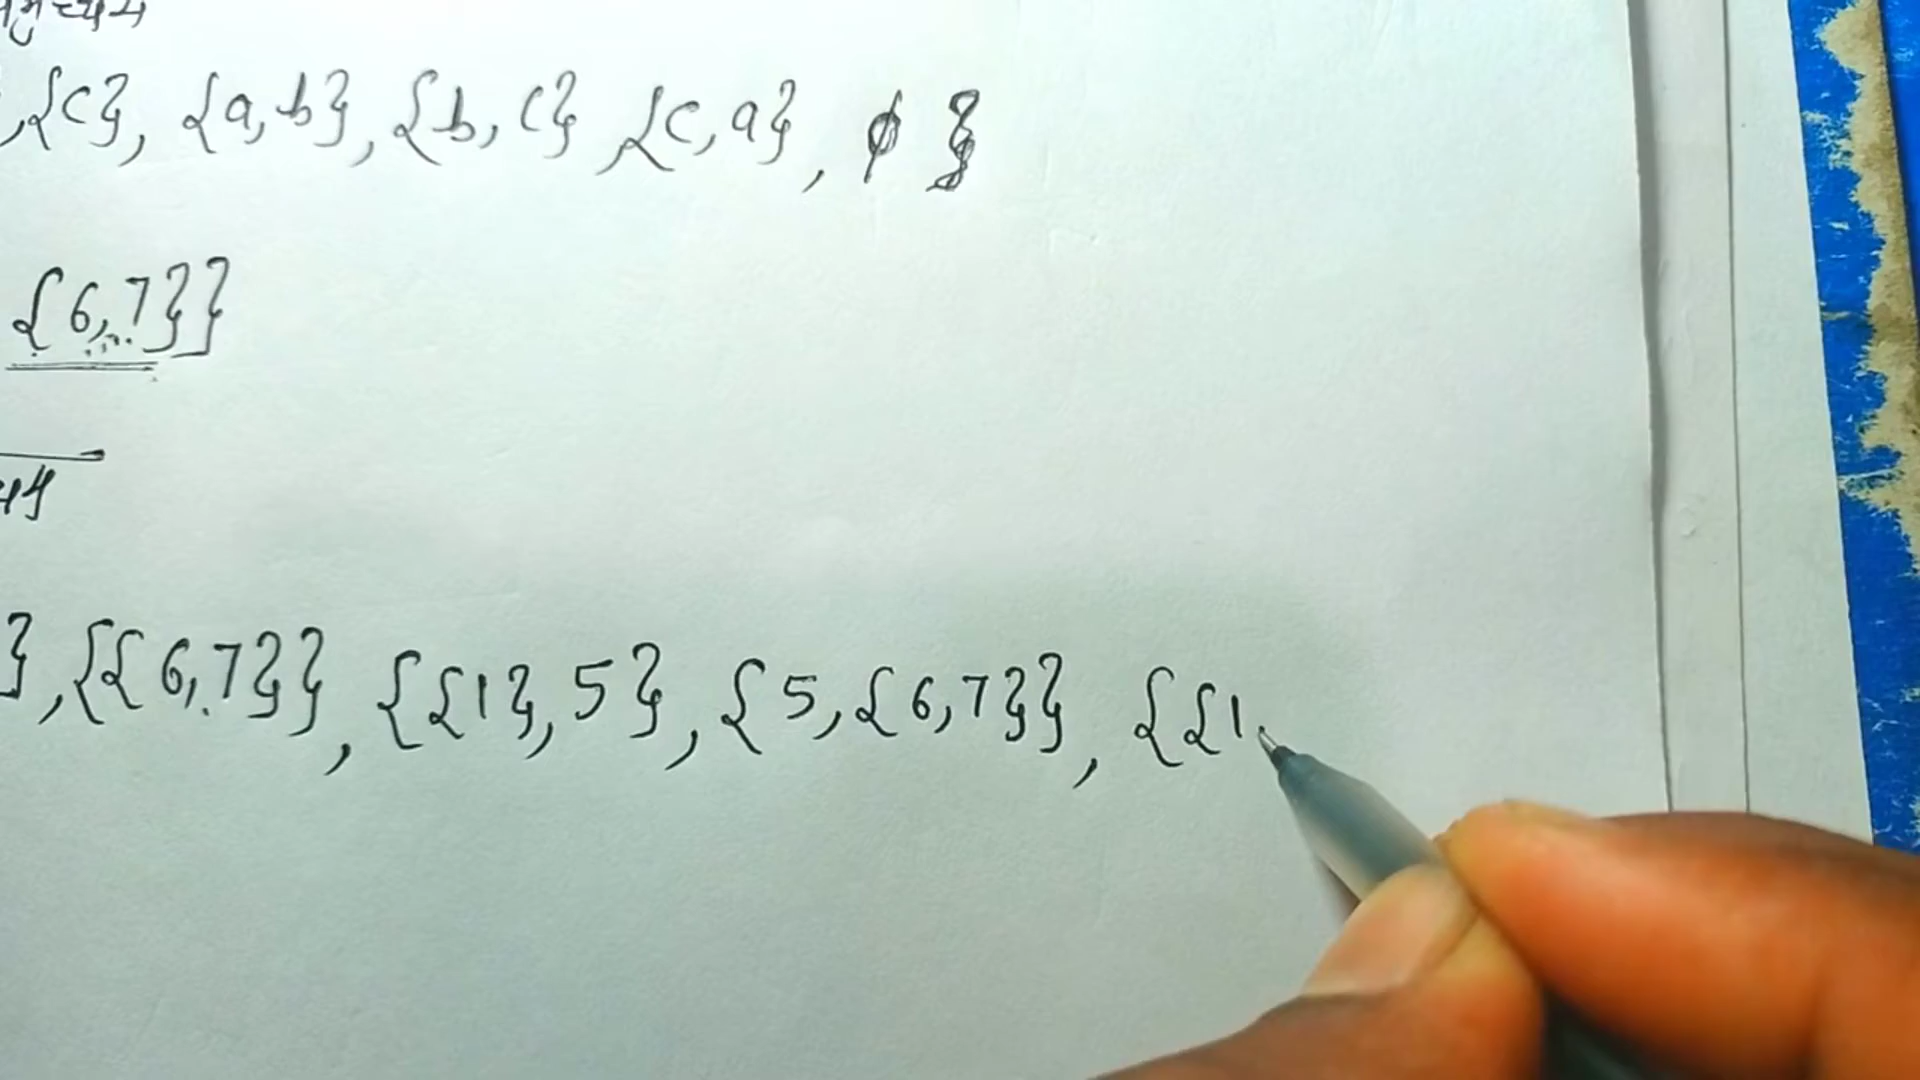 ,{c}, {a,b}, {b,c} ,{c,a}, φ }
{6,7}}
},{{6,7}}, {{1},5}, {5,{6,7}}, {{1